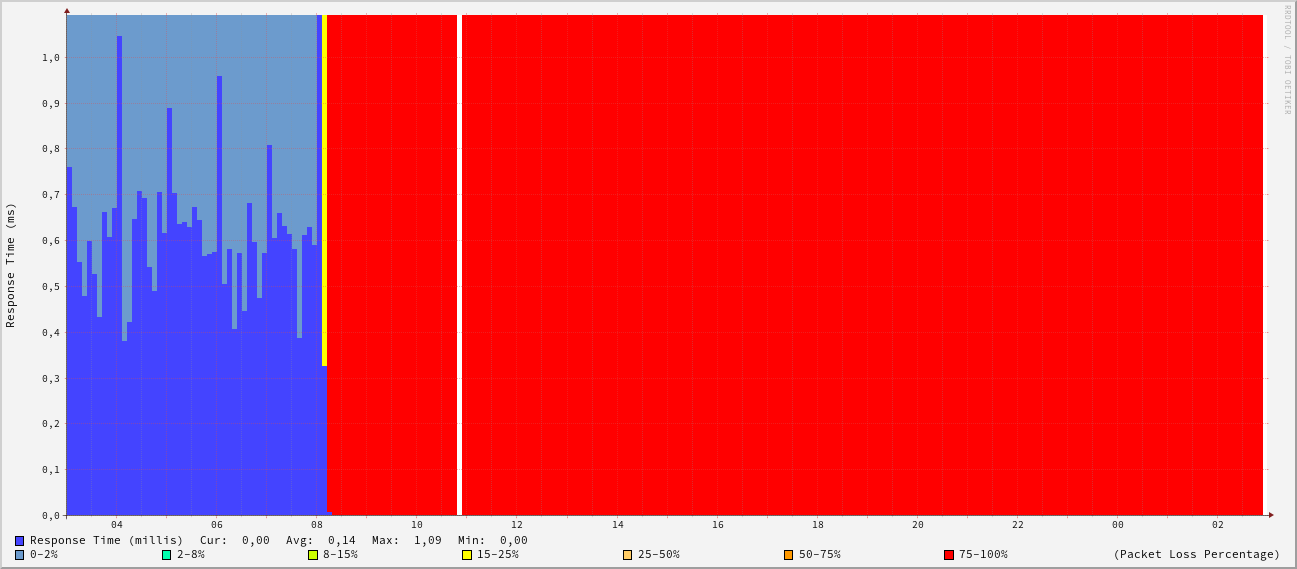 RRDTOOL / TOBI OETIKER
Response Time (ms)
1,0
0,9
0,8
0,7
0,6
0,5
0,4
0,3
0,2
0,1
0,0
04 06 08 10 12 14 16 18 20 22 00 02
Response Time (millis) Cur: 0,00 Avg: 0,14 Max: 1,09 Min: 0,00
0-2% 2-8% 8-15% 15-25% 25-50% 50-75% 75-100% (Packet Loss Percentage)